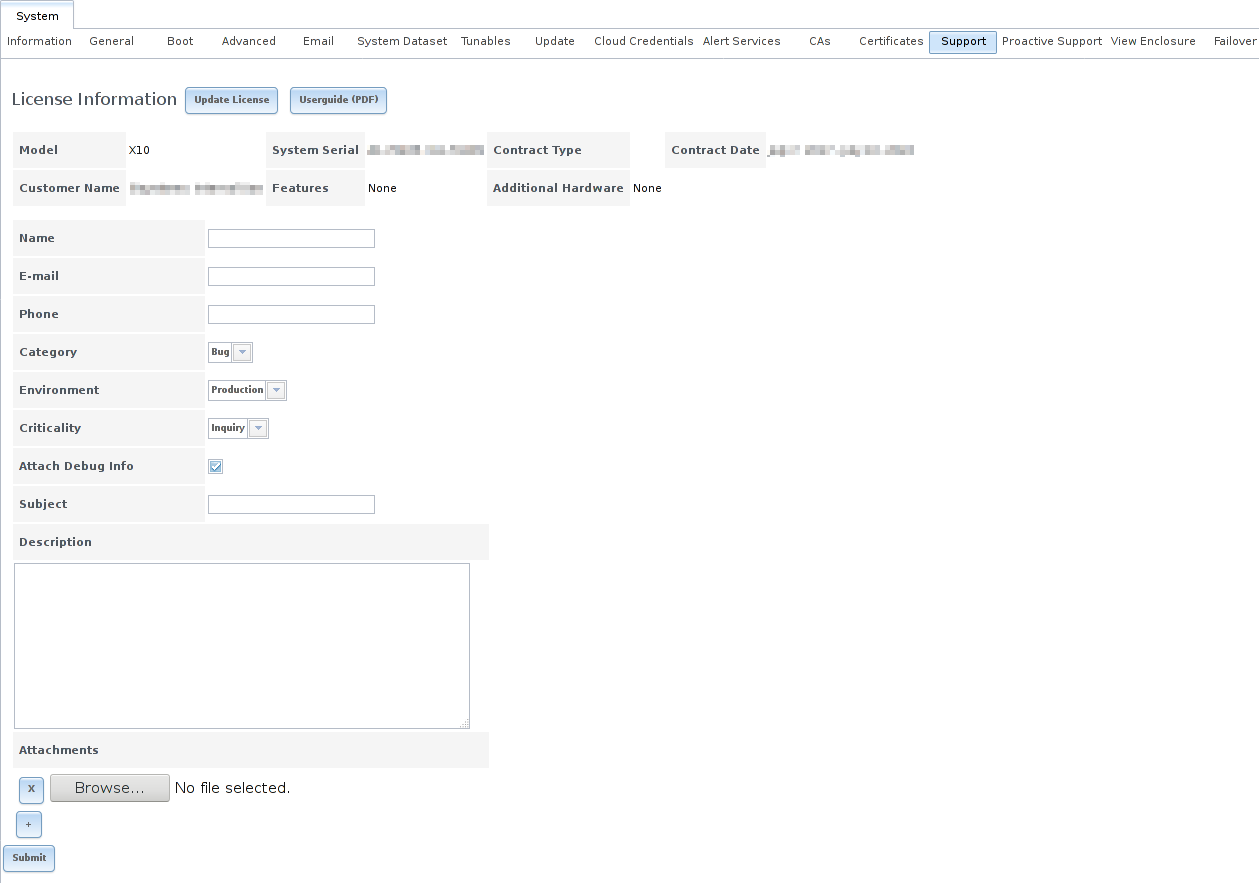 System
Information General Boot Advanced Email System Dataset Tunables Update Cloud Credentials Alert Services CAs Certificates Support Proactive Support View Enclosure Failover
License Information Update License Userguide (PDF)
Model X10 System Serial Contract Type Contract Date
Customer Name Features None Additional Hardware None
Name
E-mail
Phone
Category Bug
Environment Production
Criticality Inquiry
Attach Debug Info
Subject
Description
Attachments
X Browse... No file selected.
+
Submit